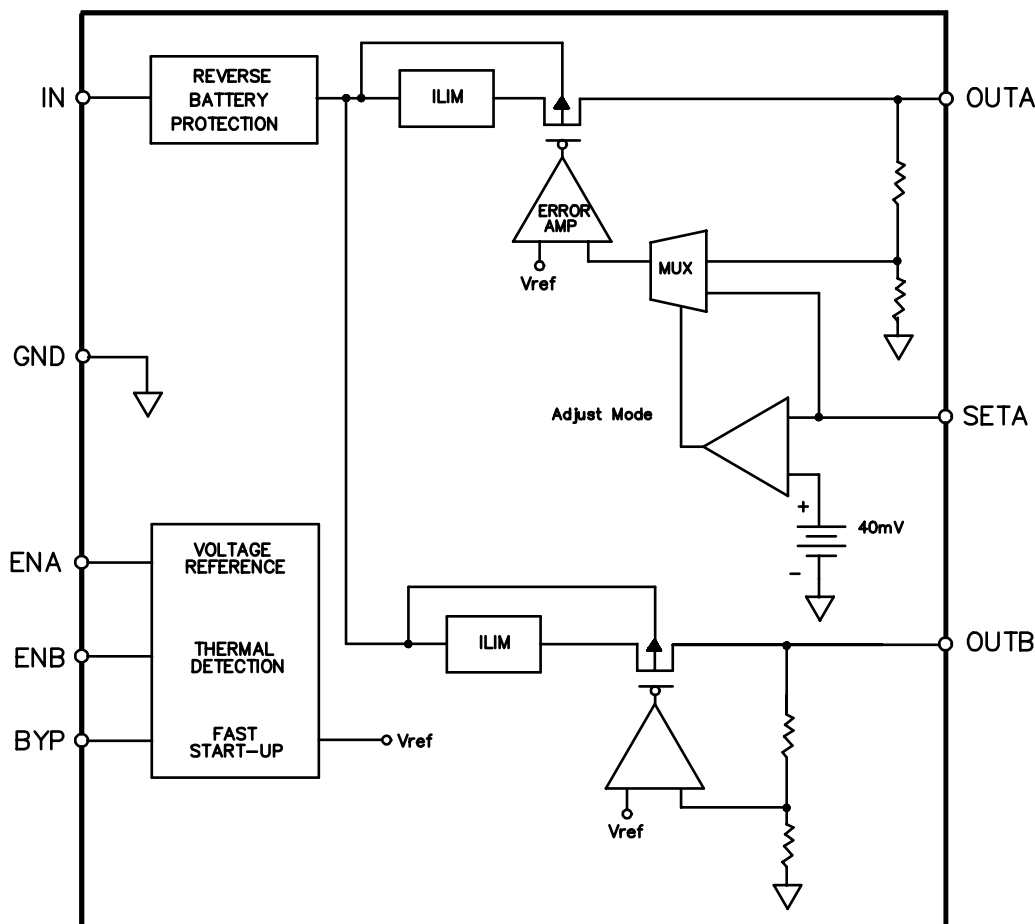 IN
REVERSE
BATTERY
PROTECTION
ILIM
OUTA
ERROR
AMP
Vref
MUX
GND
Adjust Mode
SETA
+
40mV
-
ENA
VOLTAGE
REFERENCE
ENB
THERMAL
DETECTION
BYP
FAST
START-UP
Vref
ILIM
OUTB
Vref